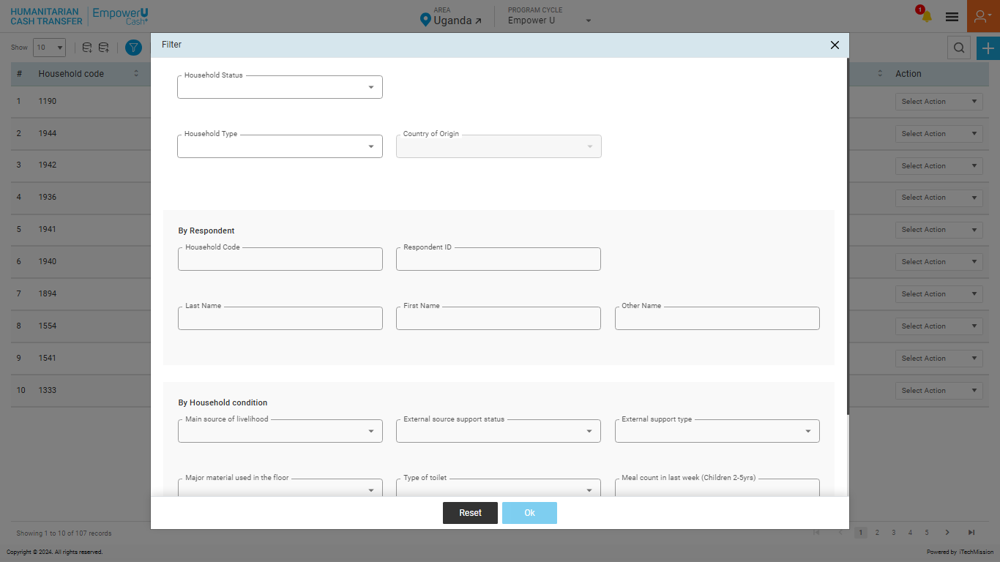 HUMANITARIAN
CASH TRANSFER
EmpowerU
Cash+
AREA
Uganda
PROGRAM CYCLE
Empower U
1
Show
10
Filter
# Household code
Action
1 1190 Select Action
2 1944 Select Action
3 1942 Select Action
4 1936 Select Action
5 1941 Select Action
6 1940 Select Action
7 1894 Select Action
8 1554 Select Action
9 1541 Select Action
10 1333 Select Action
Household Status
Household Type
Country of Origin
By Respondent
Household Code
Respondent ID
Last Name
First Name
Other Name
By Household condition
Main source of livelihood
External source support status
External support type
Major material used in the floor
Type of toilet
Meal count in last week (Children 2-5yrs)
Reset
Ok
Showing 1 to 10 of 107 records
1 2 3 4 5
Copyright © 2024. All rights reserved.
Powered by iTechMission